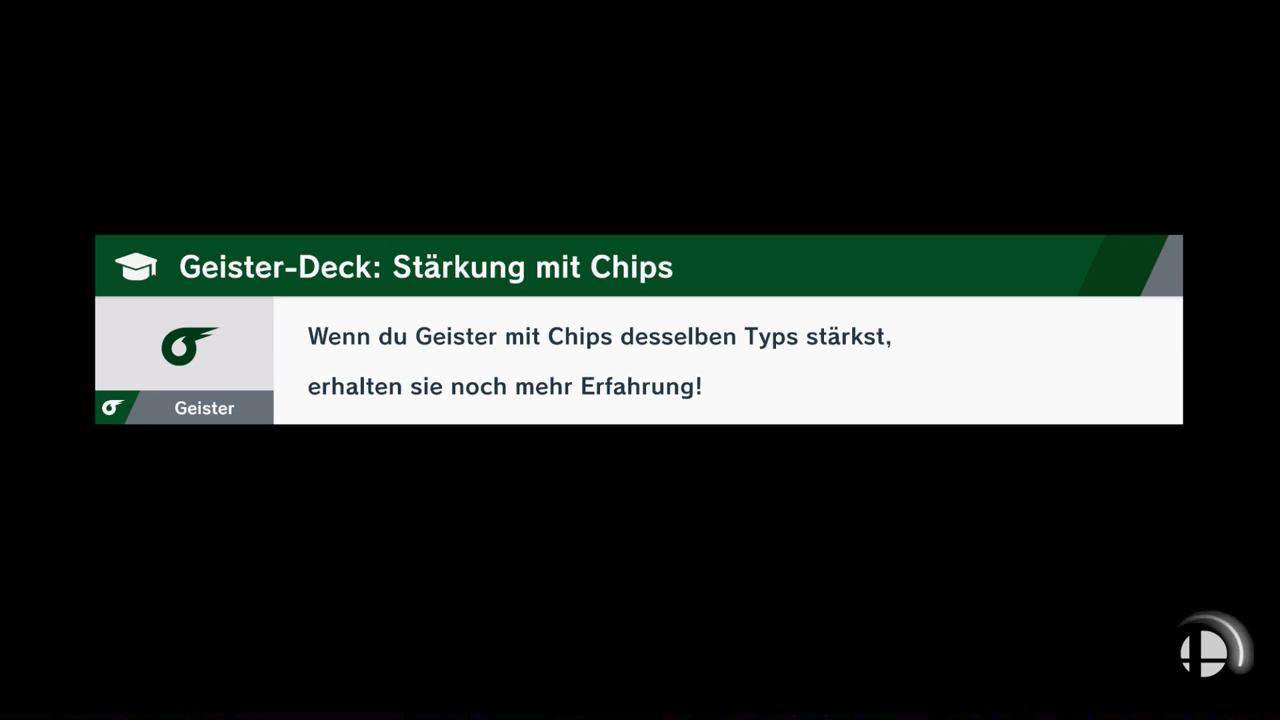 Geister-Deck: Stärkung mit Chips
Wenn du Geister mit Chips desselben Typs stärkst,
erhalten sie noch mehr Erfahrung!
Geister